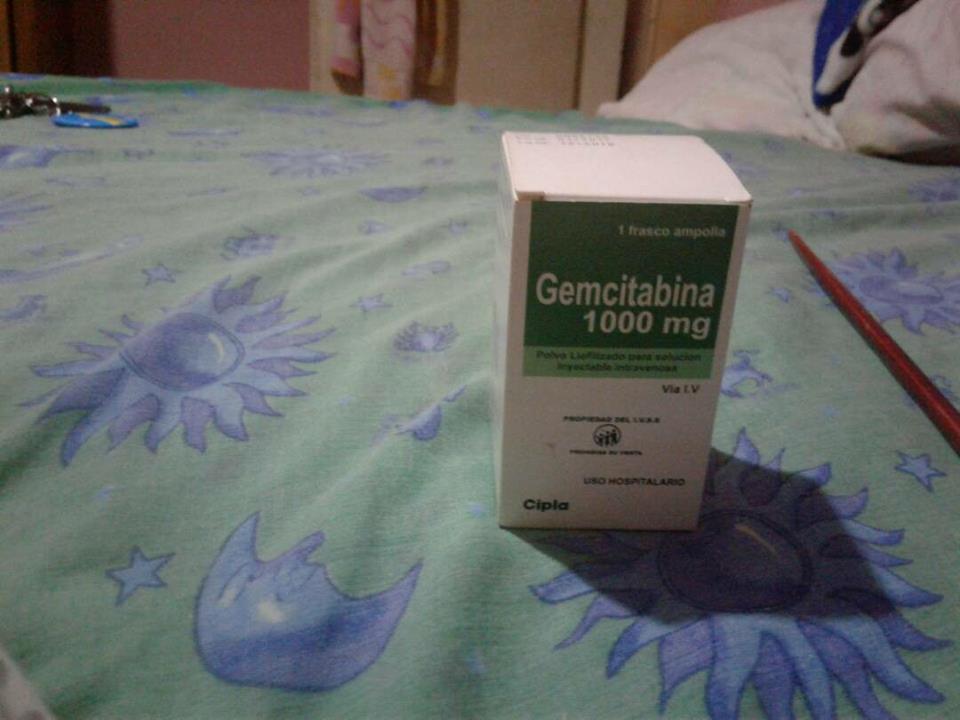 1 frasco ampolla
Gemcitabina
1000 mg
Polvo Liofilizado para solucion
Inyectable intravenosa
Via I.V
PROPIEDAD DEL I.V.S.S
PROHIBIDA SU VENTA
USO HOSPITALARIO
Cipla